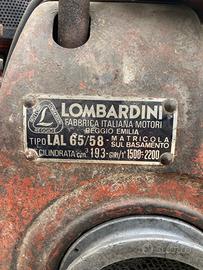 LOMBARDINI
FABBRICA ITALIANA MOTORI
REGGIO EMILIA
TIPO LAL 65/58 - MATRICOLA
SUL BASAMENTO
CILINDRATA cm³ 193 - GIRI/1' 1500÷2200
L